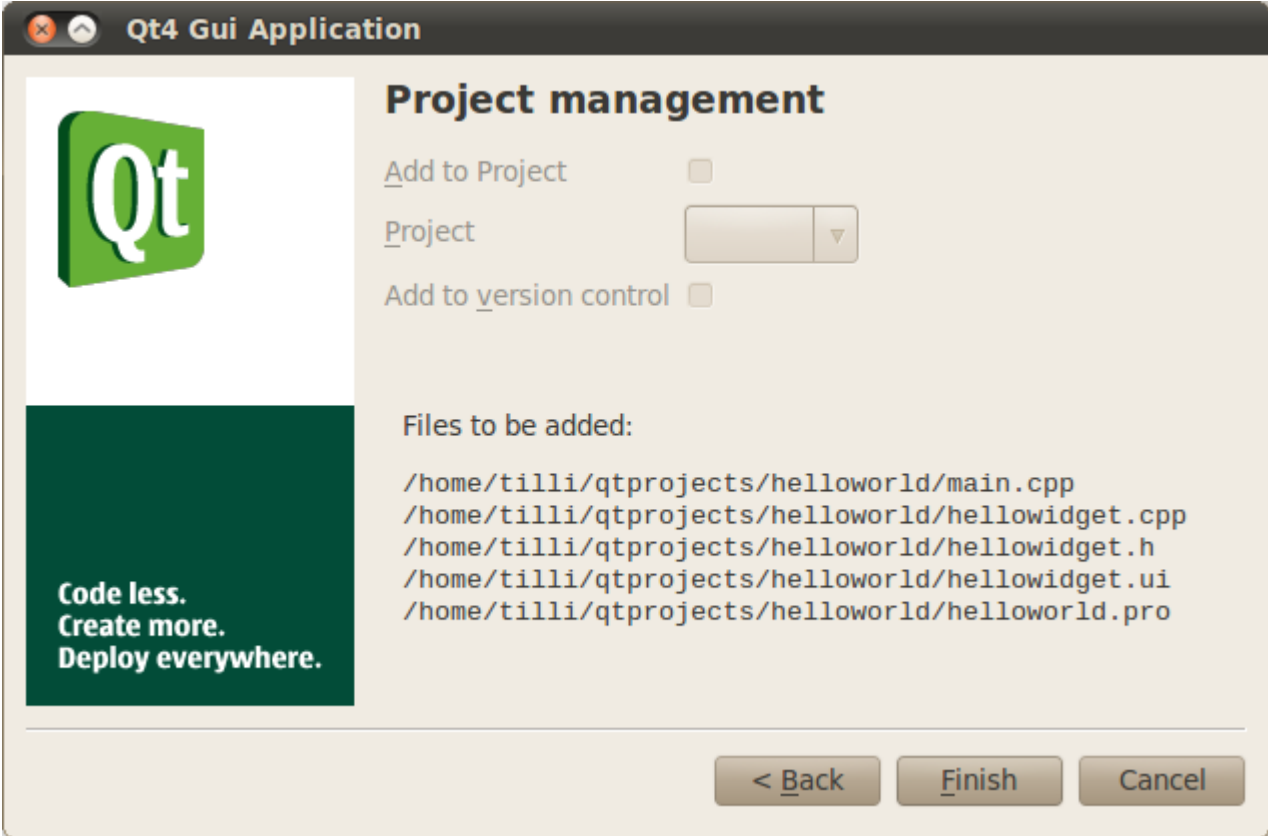 Qt4 Gui Application
Qt
Code less.
Create more.
Deploy everywhere.
Project management
Add to Project
Project
Add to version control
Files to be added:
/home/tilli/qtprojects/helloworld/main.cpp
/home/tilli/qtprojects/helloworld/hellowidget.cpp
/home/tilli/qtprojects/helloworld/hellowidget.h
/home/tilli/qtprojects/helloworld/hellowidget.ui
/home/tilli/qtprojects/helloworld/helloworld.pro
< Back Finish Cancel